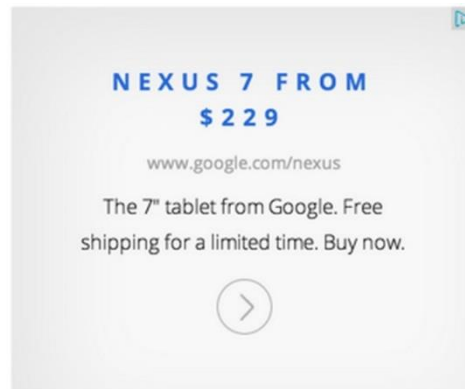 NEXUS 7 FROM
$229
www.google.com/nexus
The 7" tablet from Google. Free
shipping for a limited time. Buy now.